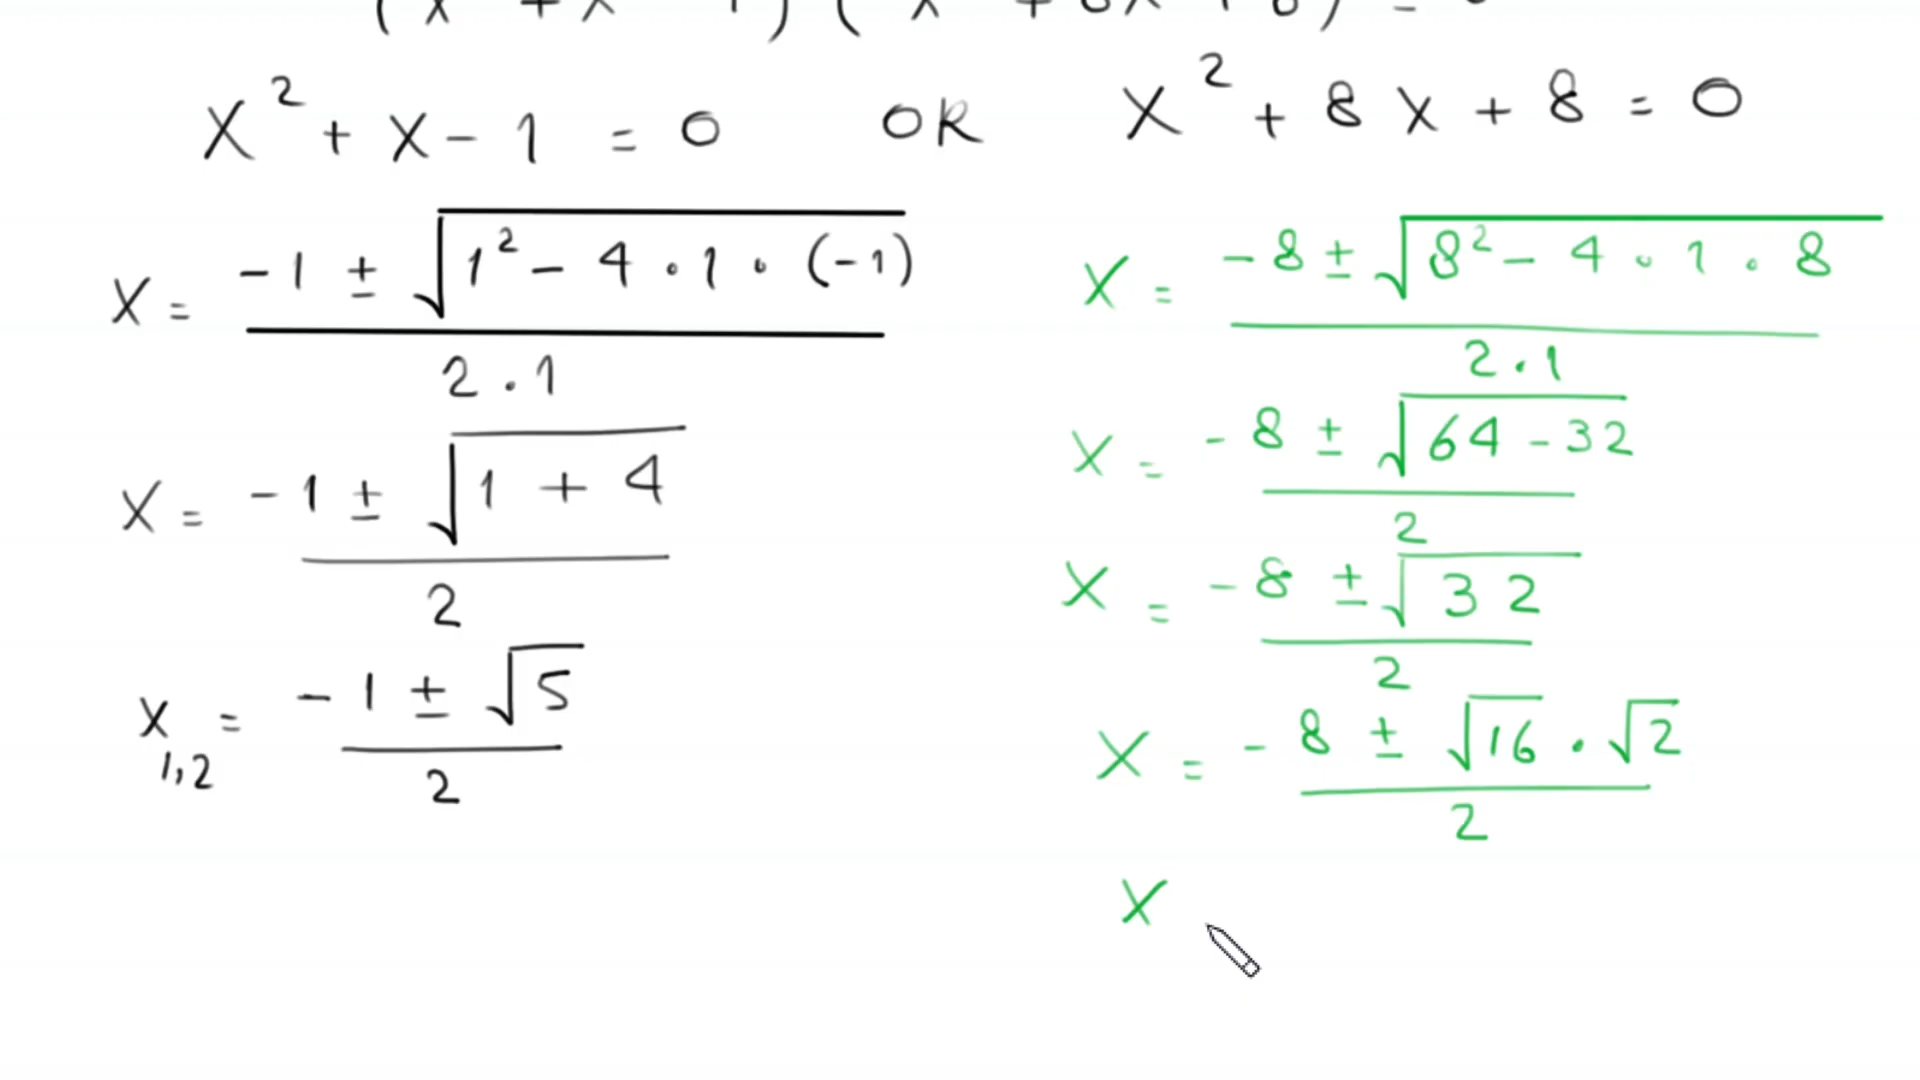 x² + x - 1 = 0 OR x² + 8x + 8 = 0
x = (-1 ± √(1² - 4 · 1 · (-1))) / (2 · 1)
x = (-1 ± √(1 + 4)) / 2
x₁,₂ = (-1 ± √5) / 2
x = (-8 ± √(8² - 4 · 1 · 8)) / (2 · 1)
x = (-8 ± √(64 - 32)) / 2
x = (-8 ± √32) / 2
x = (-8 ± √16 · √2) / 2
x